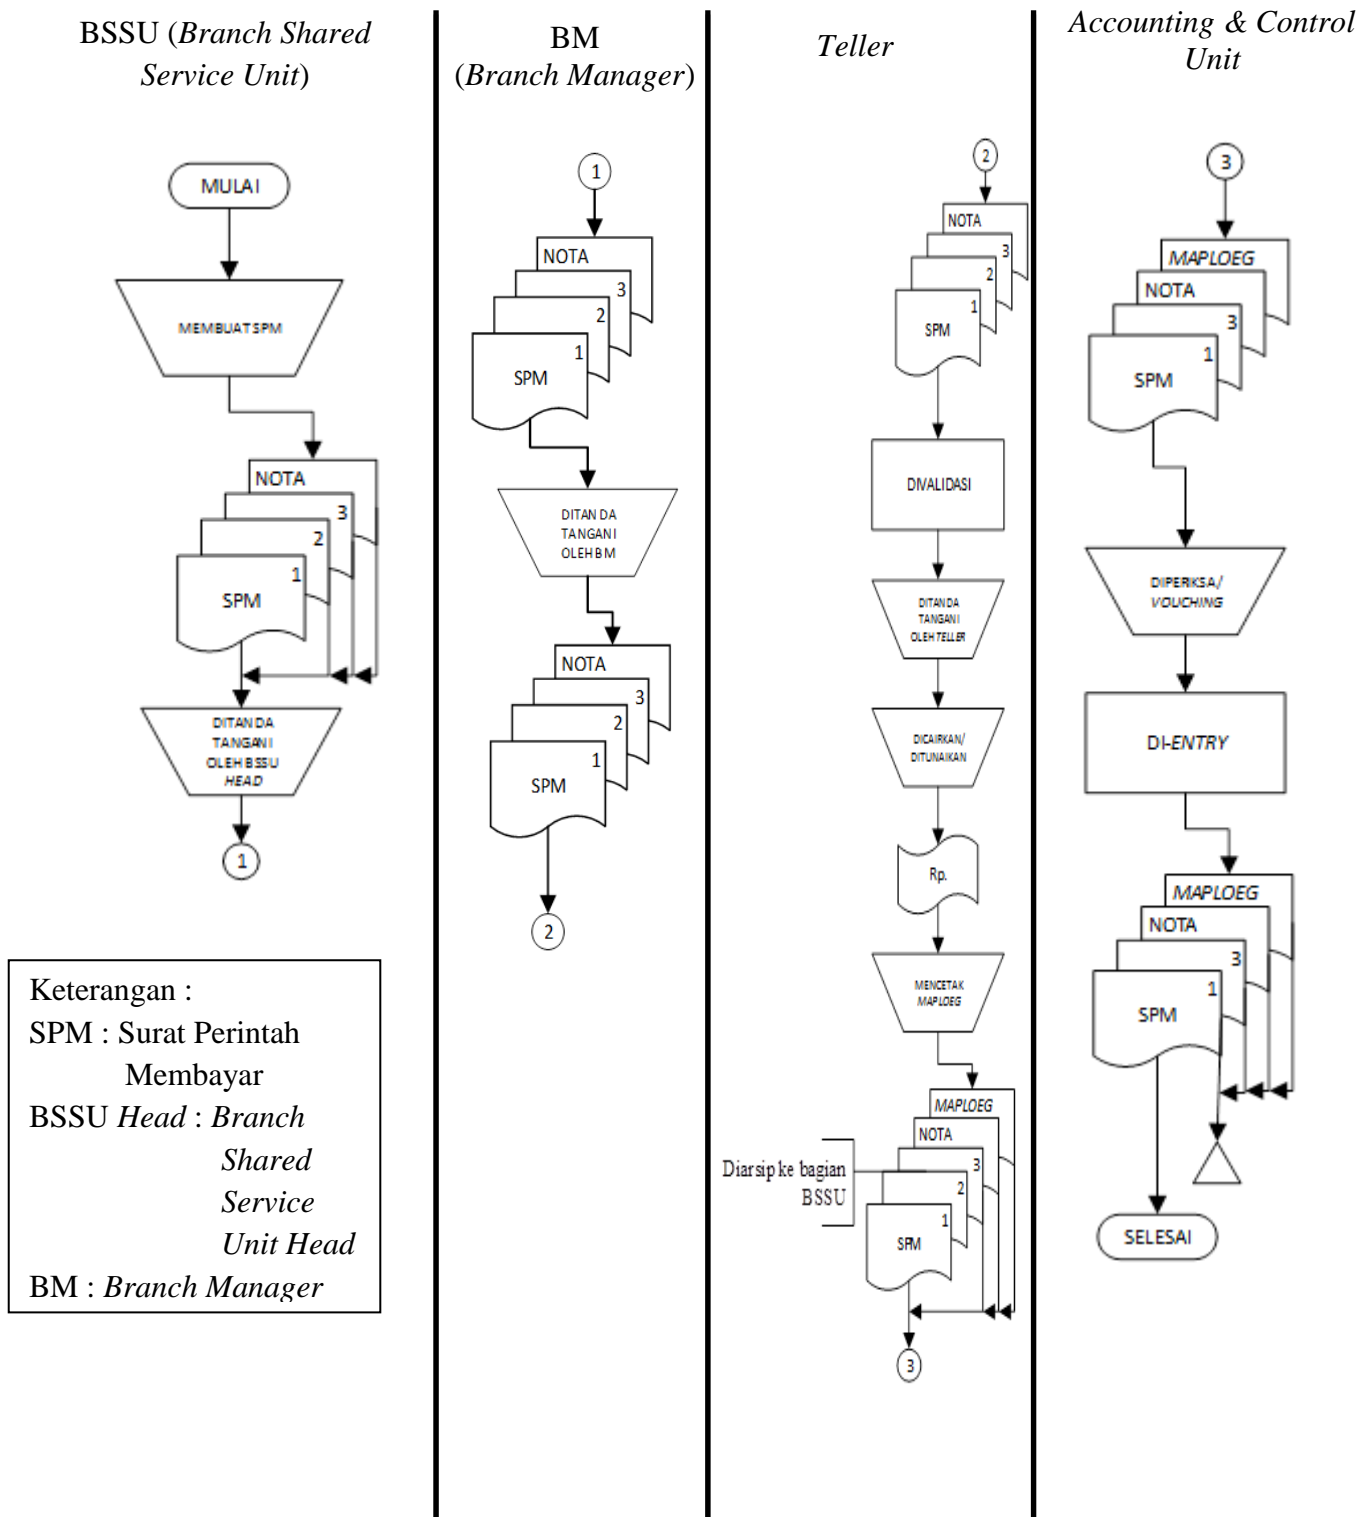 BSSU (Branch Shared
Service Unit)
MULAI
MEMBUAT SPM
NOTA
3
2
1
SPM
DITANDA
TANGANI
OLEH BSSU
HEAD
1
Keterangan :
SPM : Surat Perintah
Membayar
BSSU Head : Branch
Shared
Service
Unit Head
BM : Branch Manager
BM
(Branch Manager)
1
NOTA
3
2
1
SPM
DITANDA
TANGANI
OLEH BM
NOTA
3
2
1
SPM
2
Teller
2
NOTA
3
2
1
SPM
DIVALIDASI
DITANDA
TANGANI
OLEH TELLER
DICAIRKAN/
DITUNAIKAN
Rp.
MENCETAK
MAPLOEG
MAPLOEG
NOTA
3
2
1
SPM
Diarsip ke bagian
BSSU
3
Accounting & Control
Unit
3
MAPLOEG
NOTA
3
1
SPM
DIPERIKSA/
VOUCHING
DI-ENTRY
MAPLOEG
NOTA
3
1
SPM
SELESAI